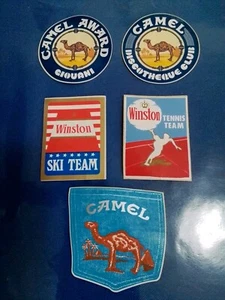 CAMEL AWARD
GIOVANI
CAMEL
DISCOTHEQUE CLUB
Winston
SKI TEAM
Winston
TENNIS
TEAM
CAMEL